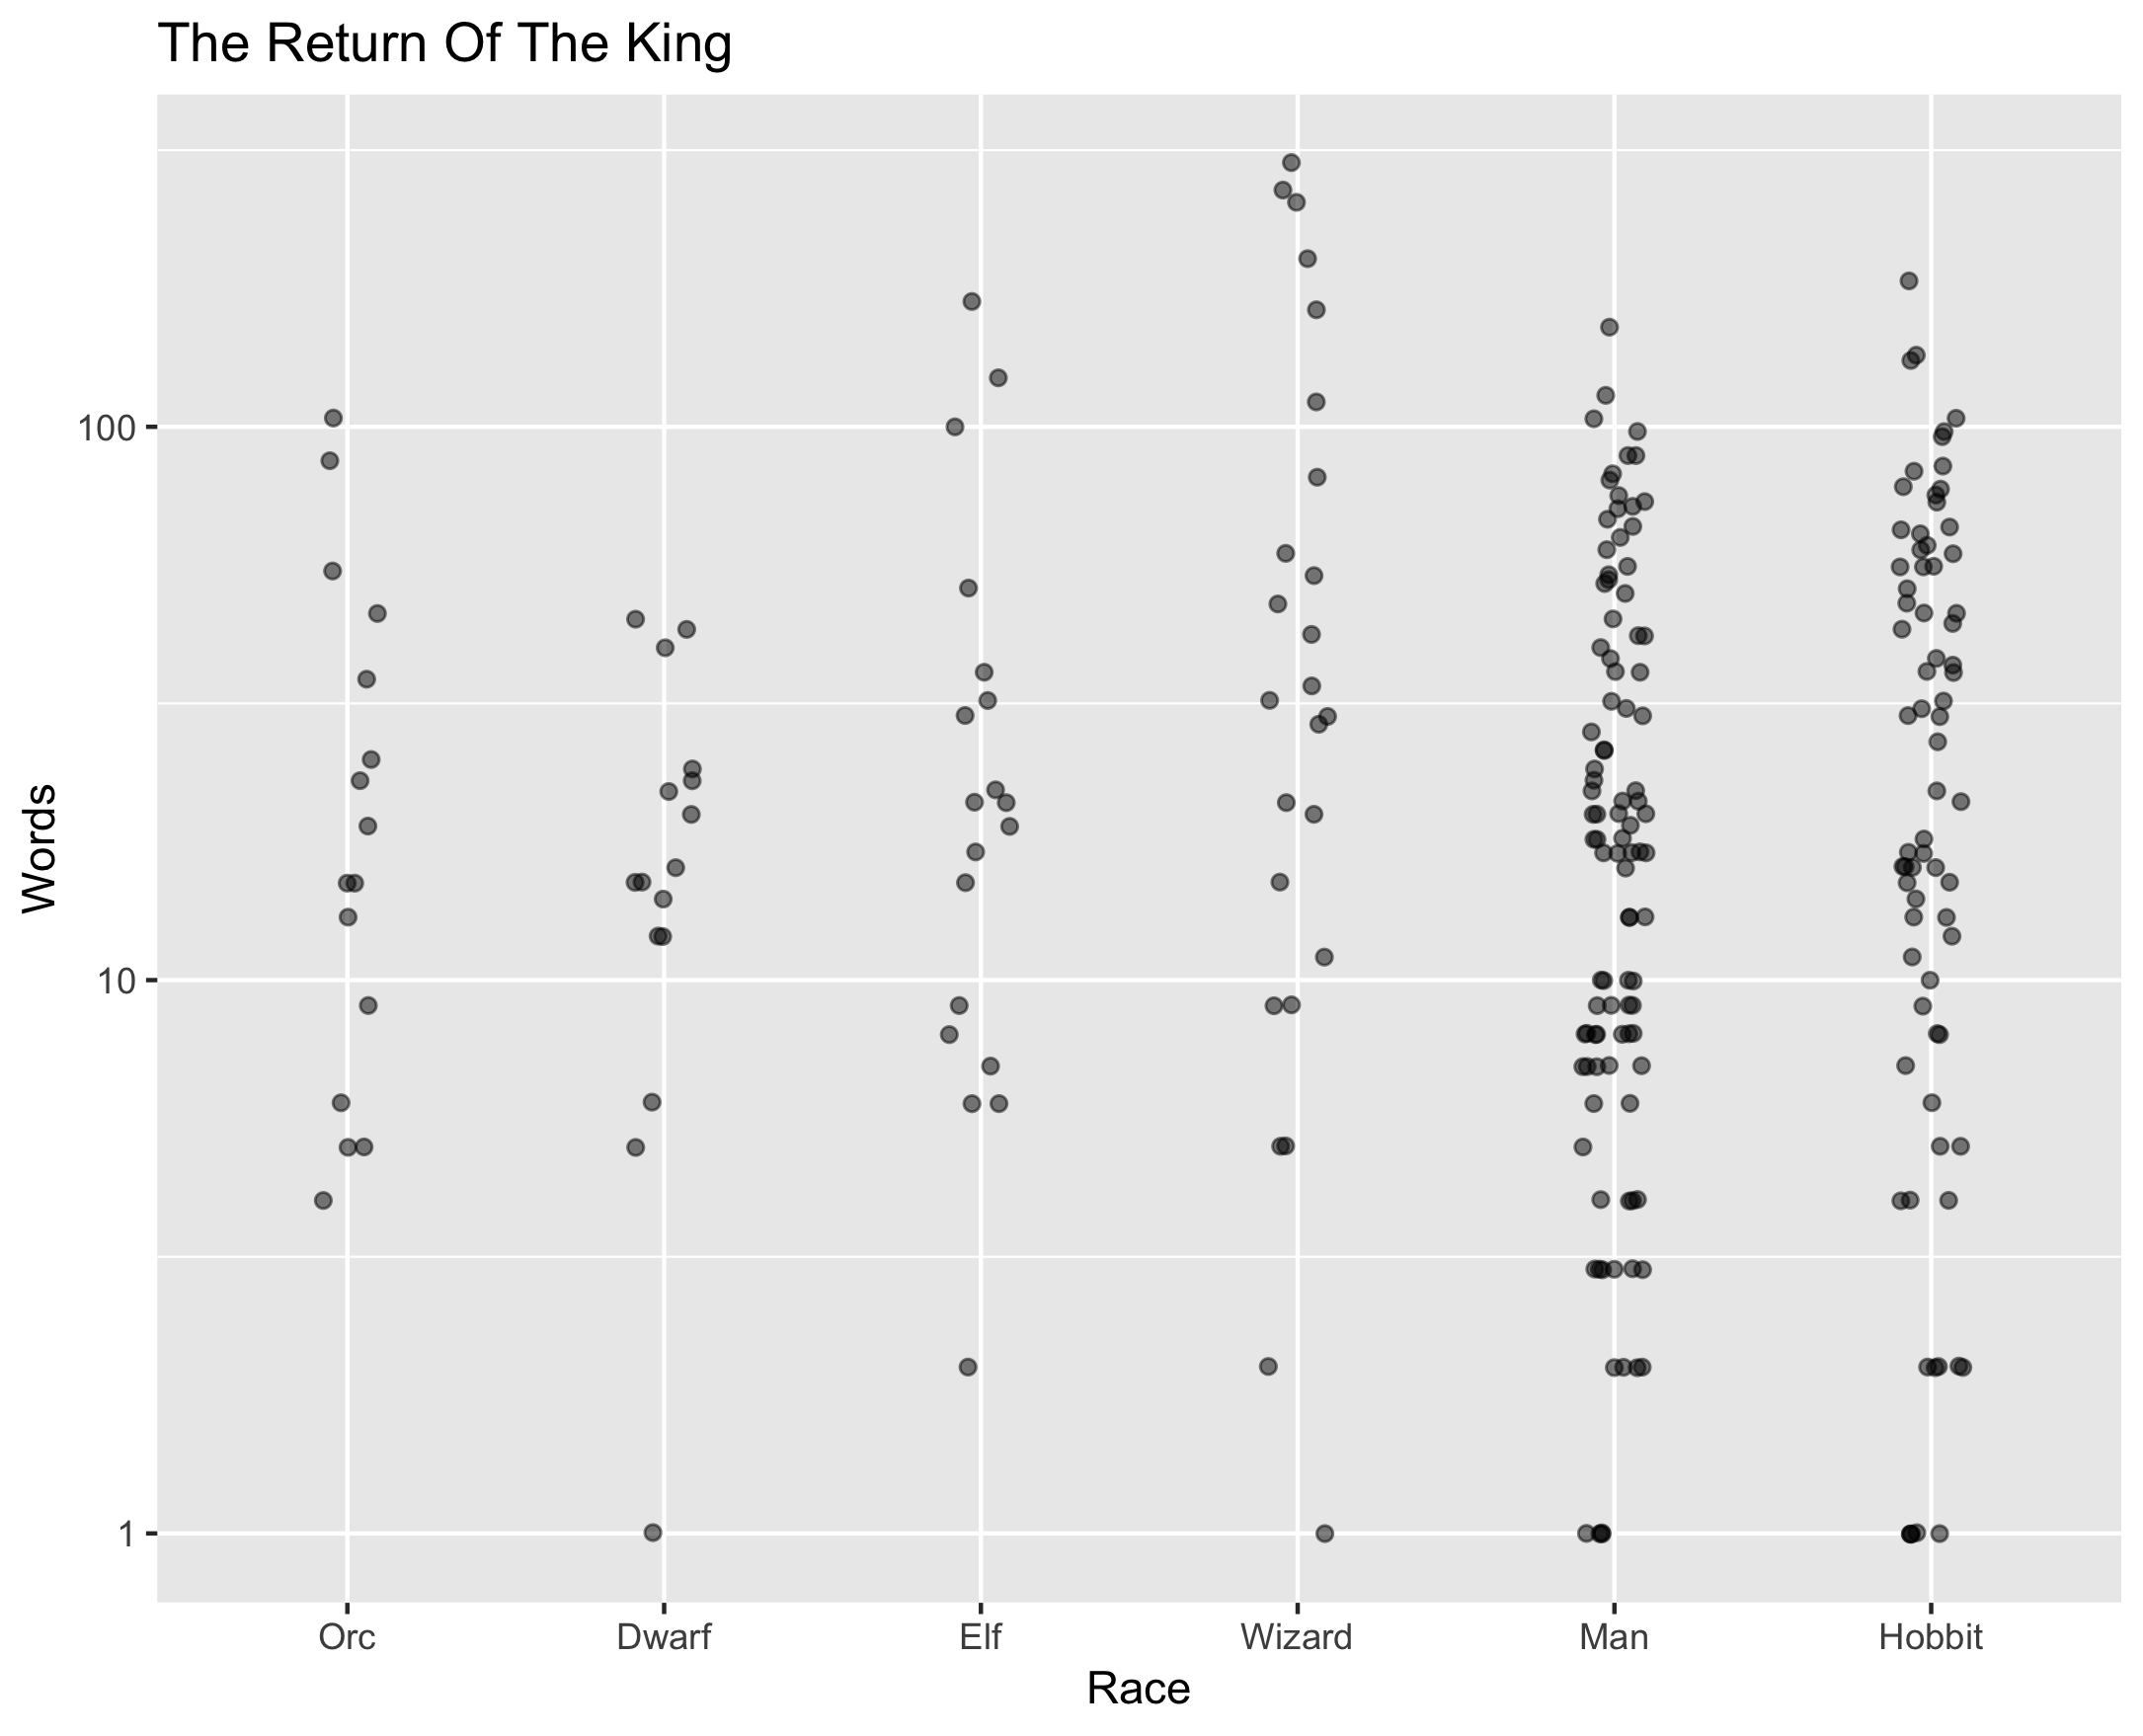 The Return Of The King
Words
100
10
1
Orc
Dwarf
Elf
Wizard
Man
Hobbit
Race